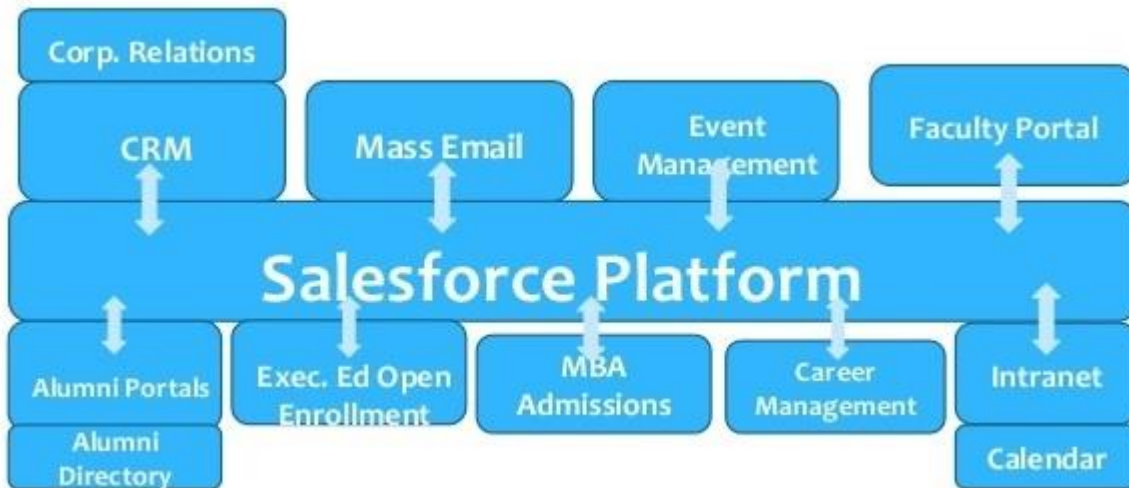 Corp. Relations
CRM
Mass Email
Event
Management
Faculty Portal
Salesforce Platform
Alumni Portals
Exec. Ed Open
Enrollment
MBA
Admissions
Career
Management
Intranet
Alumni
Directory
Calendar